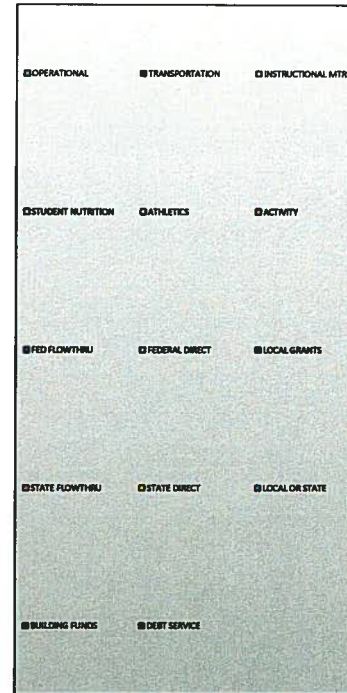 OPERATIONAL TRANSPORTATION INSTRUCTIONAL MTR
STUDENT NUTRITION ATHLETICS ACTIVITY
FED FLOWTHRU FEDERAL DIRECT LOCAL GRANTS
STATE FLOWTHRU STATE DIRECT LOCAL OR STATE
BUILDING FUNDS DEBT SERVICE